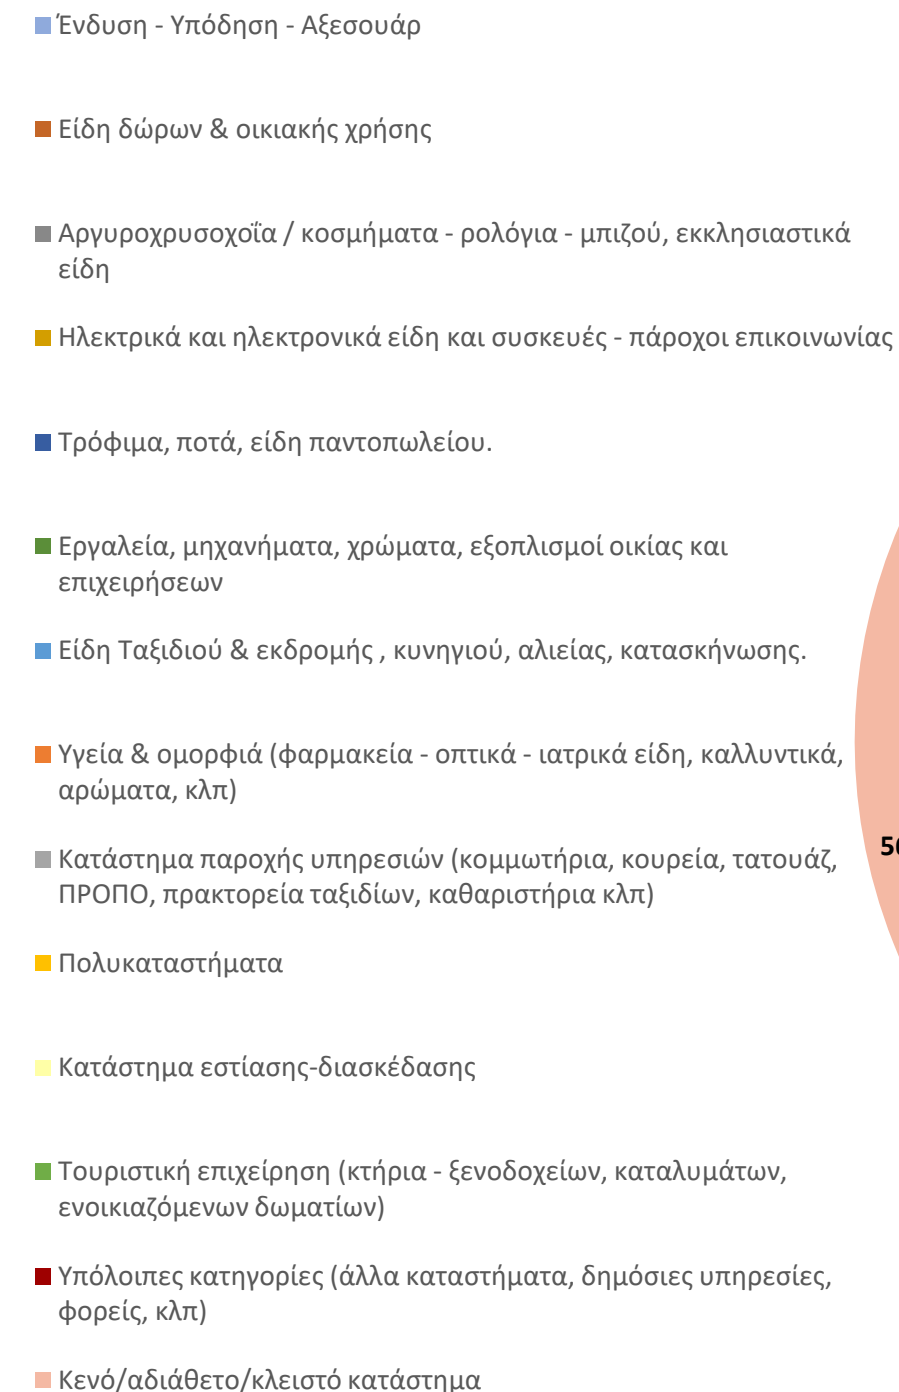 Ένδυση - Υπόδηση - Αξεσουάρ
Είδη δώρων & οικιακής χρήσης
Αργυροχρυσοχοΐα / κοσμήματα - ρολόγια - μπιζού, εκκλησιαστικά
είδη
Ηλεκτρικά και ηλεκτρονικά είδη και συσκευές - πάροχοι επικοινωνίας
Τρόφιμα, ποτά, είδη παντοπωλείου.
Εργαλεία, μηχανήματα, χρώματα, εξοπλισμοί οικίας και
επιχειρήσεων
Είδη Ταξιδιού & εκδρομής , κυνηγιού, αλιείας, κατασκήνωσης.
Υγεία & ομορφιά (φαρμακεία - οπτικά - ιατρικά είδη, καλλυντικά,
αρώματα, κλπ)
Κατάστημα παροχής υπηρεσιών (κομμωτήρια, κουρεία, τατουάζ,
ΠΡΟΠΟ, πρακτορεία ταξιδίων, καθαριστήρια κλπ)
Πολυκαταστήματα
Κατάστημα εστίασης-διασκέδασης
Τουριστική επιχείρηση (κτήρια - ξενοδοχείων, καταλυμάτων,
ενοικιαζόμενων δωματίων)
Υπόλοιπες κατηγορίες (άλλα καταστήματα, δημόσιες υπηρεσίες,
φορείς, κλπ)
Κενό/αδιάθετο/κλειστό κατάστημα